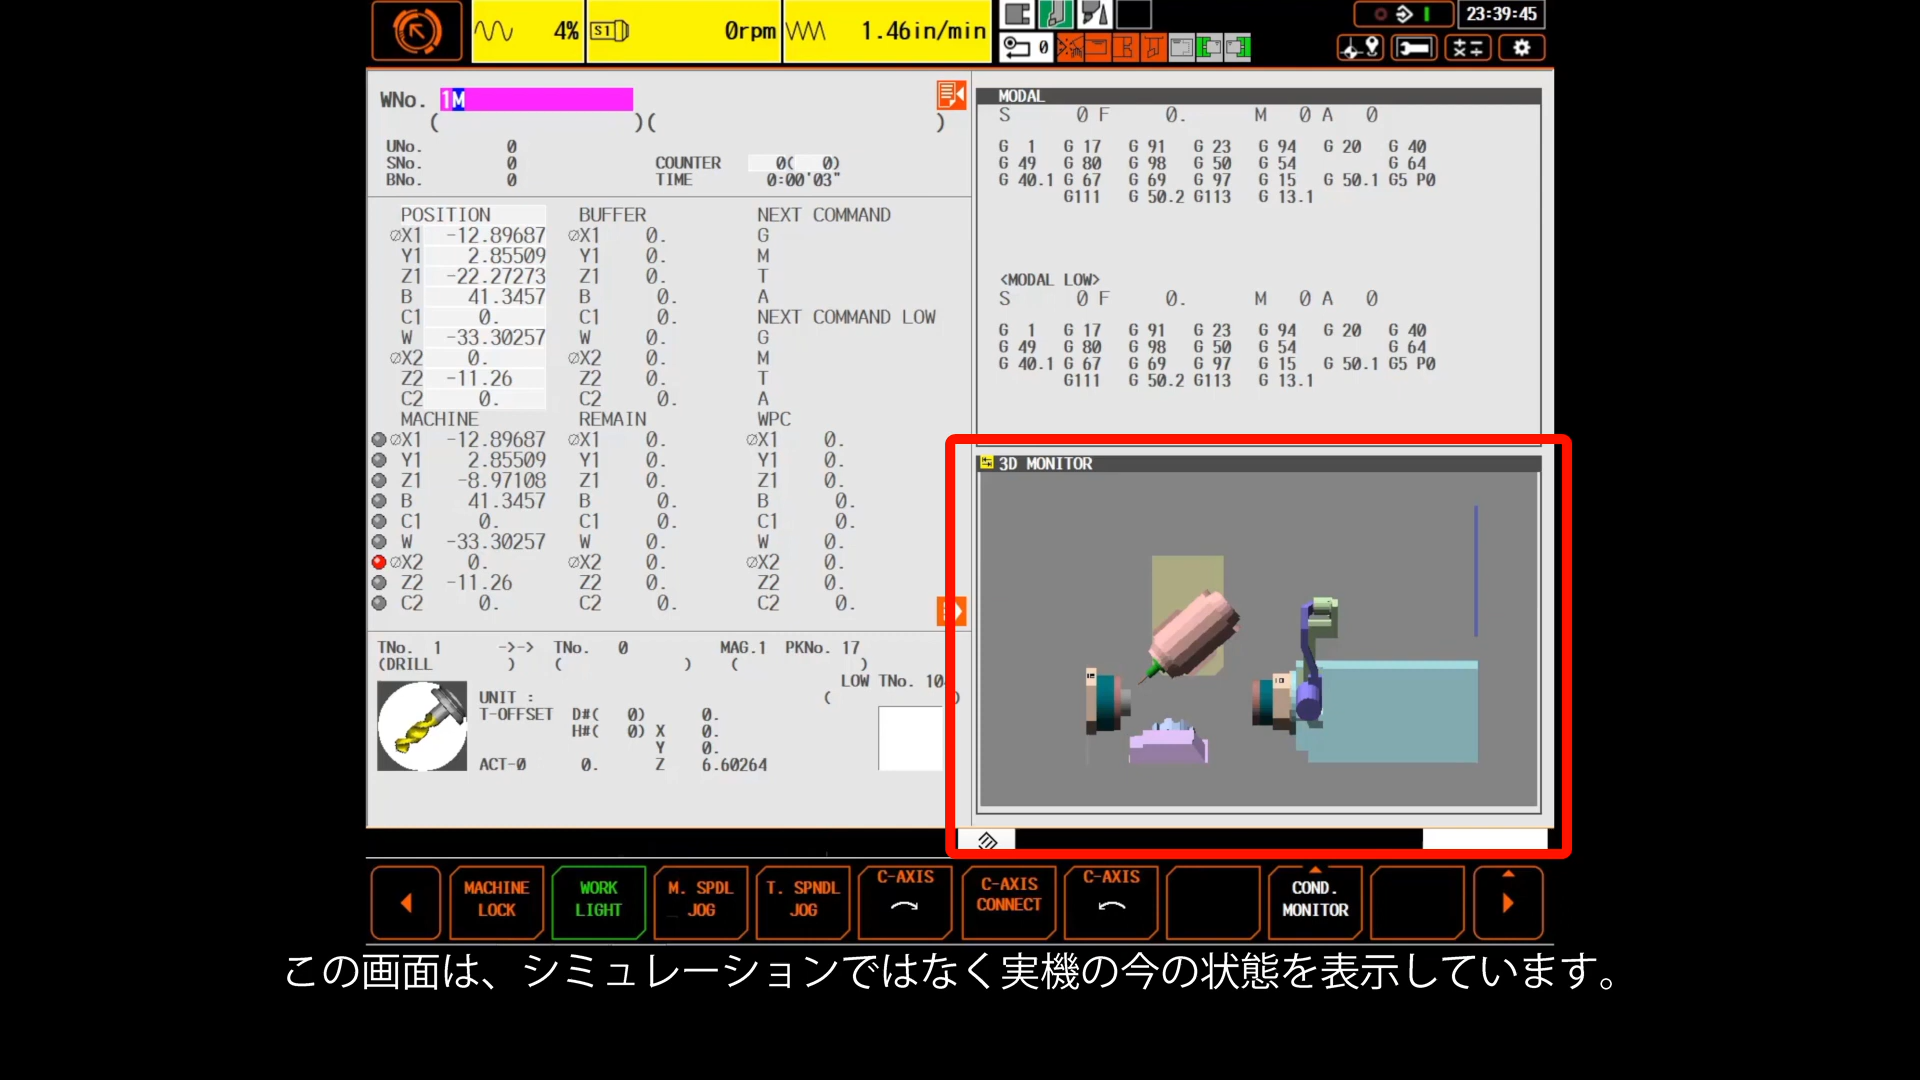 4%
S1
0rpm
1.46in/min
0
23:39:45
WNo. 1M
( )( )
UNo. 0
SNo. 0 COUNTER 0( 0)
BNo. 0 TIME 0:00'03"
POSITION BUFFER NEXT COMMAND
∅X1 -12.89687 ∅X1 0. G
Y1 2.85509 Y1 0. M
Z1 -22.27273 Z1 0. T
B 41.3457 B 0. A
C1 0. C1 0. NEXT COMMAND LOW
W -33.30257 W 0. G
∅X2 0. ∅X2 0. M
Z2 -11.26 Z2 0. T
C2 0. C2 0. A
MACHINE REMAIN WPC
∅X1 -12.89687 ∅X1 0. ∅X1 0.
Y1 2.85509 Y1 0. Y1 0.
Z1 -8.97108 Z1 0. Z1 0.
B 41.3457 B 0. B 0.
C1 0. C1 0. C1 0.
W -33.30257 W 0. W 0.
∅X2 0. ∅X2 0. ∅X2 0.
Z2 -11.26 Z2 0. Z2 0.
C2 0. C2 0. C2 0.
TNo. 1 ->-> TNo. 0 MAG.1 PKNo. 17
(DRILL ) ( ) ( )
LOW TNo. 10
UNIT : ( )
T-OFFSET D#( 0) 0.
H#( 0) X 0.
Y 0.
ACT-0 0. Z 6.60264
MODAL
S 0 F 0. M 0 A 0
G 1 G 17 G 91 G 23 G 94 G 20 G 40
G 49 G 80 G 98 G 50 G 54 G 64
G 40.1 G 67 G 69 G 97 G 15 G 50.1 G5 P0
G111 G 50.2 G113 G 13.1
<MODAL LOW>
S 0 F 0. M 0 A 0
G 1 G 17 G 91 G 23 G 94 G 20 G 40
G 49 G 80 G 98 G 50 G 54 G 64
G 40.1 G 67 G 69 G 97 G 15 G 50.1 G5 P0
G111 G 50.2 G113 G 13.1
3D MONITOR
MACHINE LOCK
WORK LIGHT
M. SPDL JOG
T. SPNDL JOG
C-AXIS
C-AXIS CONNECT
C-AXIS
COND. MONITOR
この画面は、シミュレーションではなく実機の今の状態を表示しています。